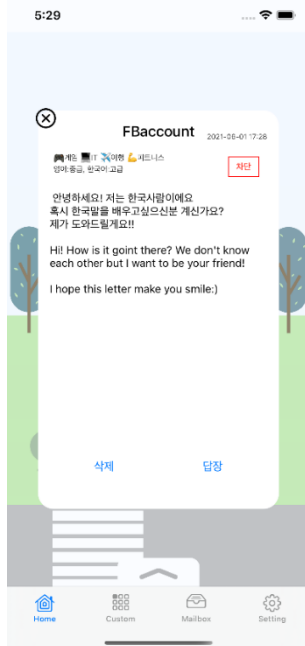 5:29
FBaccount
2021-08-01 17:28
🎮게임 💻IT ✈️여행 💪피트니스
영어:중급, 한국어:고급
차단
안녕하세요! 저는 한국사람이에요
혹시 한국말을 배우고싶으신분 계신가요?
제가 도와드릴게요!!
Hi! How is it goint there? We don't know
each other but I want to be your friend!
I hope this letter make you smile:)
삭제
답장
Home
Custom
Mailbox
Setting